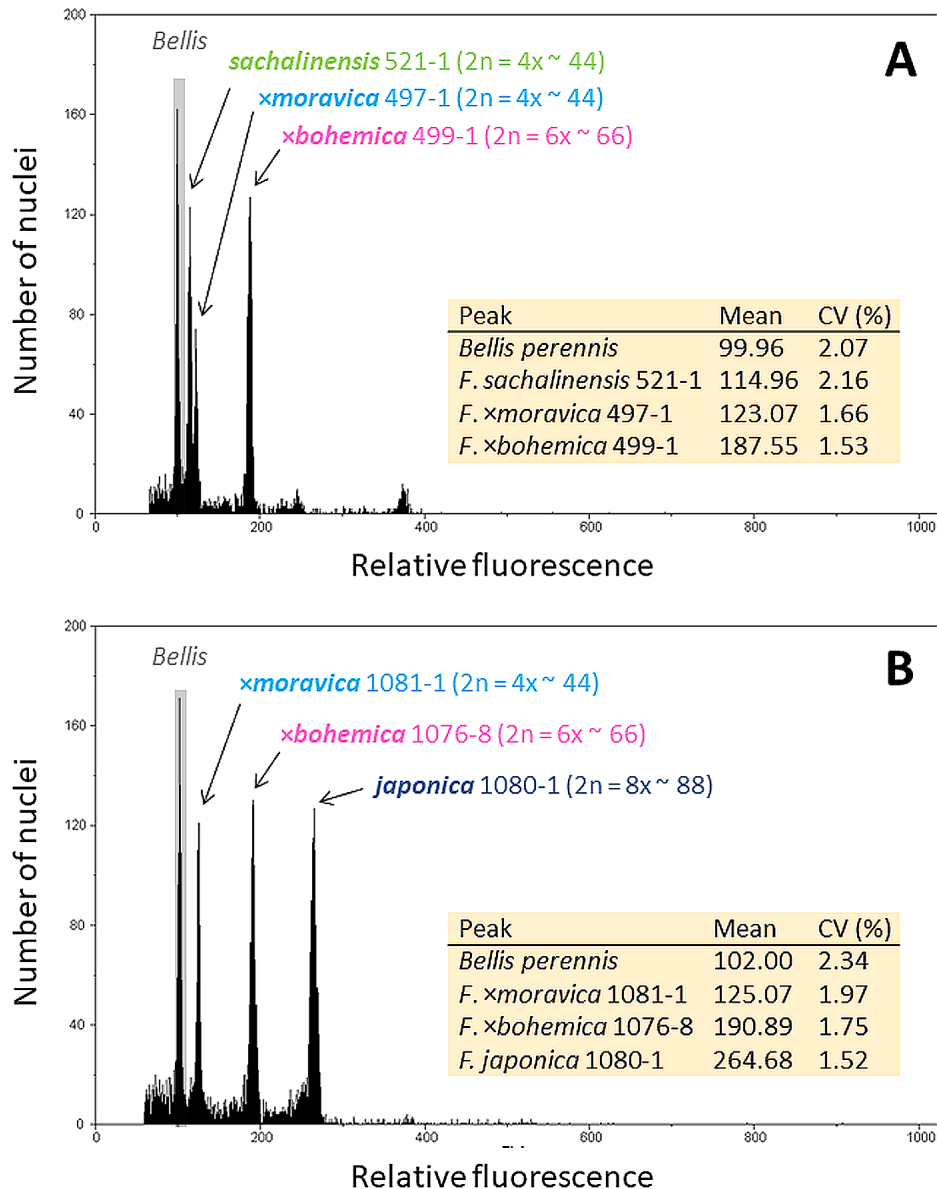 A
Bellis
sachalinensis 521-1 (2n = 4x ~ 44)
×moravica 497-1 (2n = 4x ~ 44)
×bohemica 499-1 (2n = 6x ~ 66)
Number of nuclei
200
160
120
80
40
0
Peak Mean CV (%)
Bellis perennis 99.96 2.07
F. sachalinensis 521-1 114.96 2.16
F. ×moravica 497-1 123.07 1.66
F. ×bohemica 499-1 187.55 1.53
0 200 400 600 800 1000
Relative fluorescence
B
Bellis
×moravica 1081-1 (2n = 4x ~ 44)
×bohemica 1076-8 (2n = 6x ~ 66)
japonica 1080-1 (2n = 8x ~ 88)
Number of nuclei
200
160
120
80
40
0
Peak Mean CV (%)
Bellis perennis 102.00 2.34
F. ×moravica 1081-1 125.07 1.97
F. ×bohemica 1076-8 190.89 1.75
F. japonica 1080-1 264.68 1.52
0 200 400 600 800 1000
Relative fluorescence